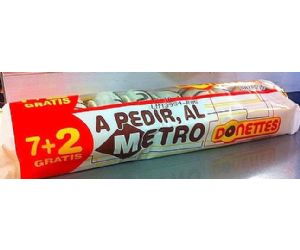 GRATIS
7+2
GRATIS
A PEDIR, AL
METRO
DONETTES